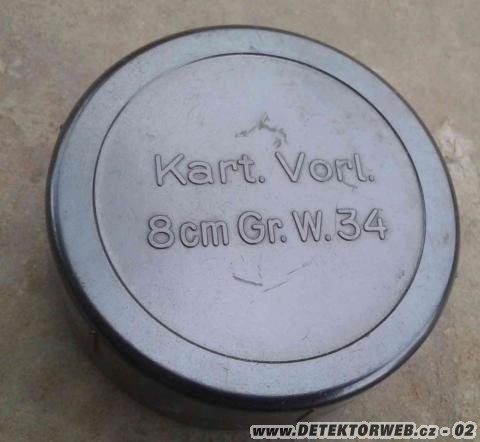 Kart. Vorl.
8cm Gr. W. 34
www.DETEKTORWEB.cz - 02